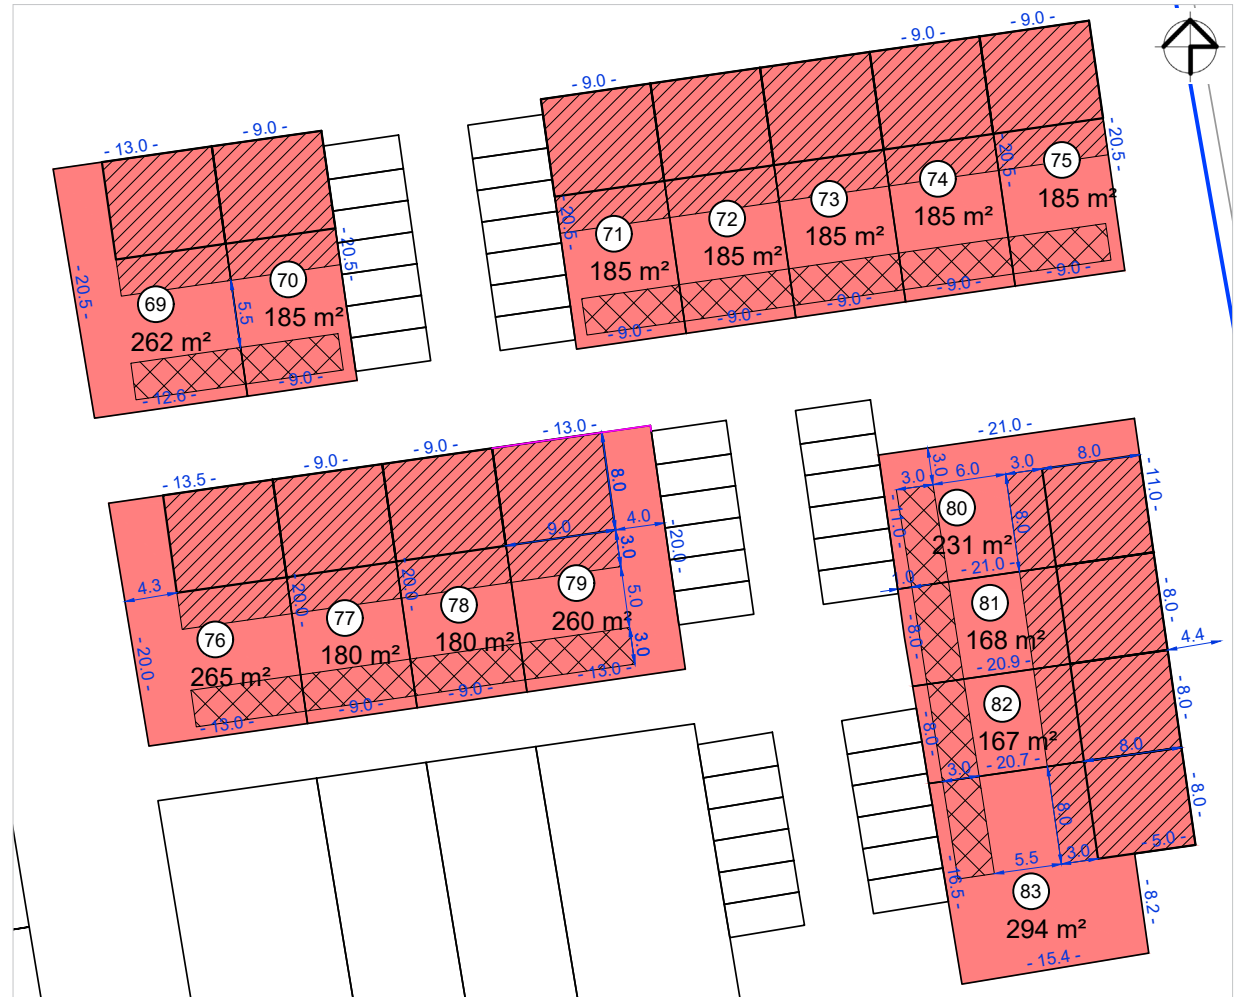 - 9.0 -
- 9.0 -
- 9.0 -
- 20.5 -
- 20.5 -
- 20.5 -
71
185 m²
72
185 m²
73
185 m²
74
185 m²
75
185 m²
- 9.0 -
- 9.0 -
- 9.0 -
- 9.0 -
- 9.0 -
- 13.0 -
- 9.0 -
- 20.5 -
- 20.5 -
5.5
69
262 m²
70
185 m²
- 12.6 -
- 9.0 -
- 13.5 -
- 9.0 -
- 9.0 -
- 13.0 -
8.0
4.0
9.0
3.0
5.0
3.0
- 20.0 -
4.3
- 20.0 -
- 20.0 -
- 20.0 -
76
265 m²
77
180 m²
78
180 m²
79
260 m²
- 13.0 -
- 9.0 -
- 9.0 -
- 13.0 -
- 21.0 -
3.0
3.0
6.0
3.0
8.0
- 11.0 -
- 11.0 -
8.0
80
231 m²
- 21.0 -
81
168 m²
- 8.0 -
- 8.0 -
4.4
- 20.9 -
82
167 m²
- 8.0 -
- 8.0 -
8.0
3.0
- 20.7 -
8.0
- 8.0 -
5.5
3.0
- 5.0 -
- 16.5 -
83
294 m²
- 8.2 -
- 15.4 -